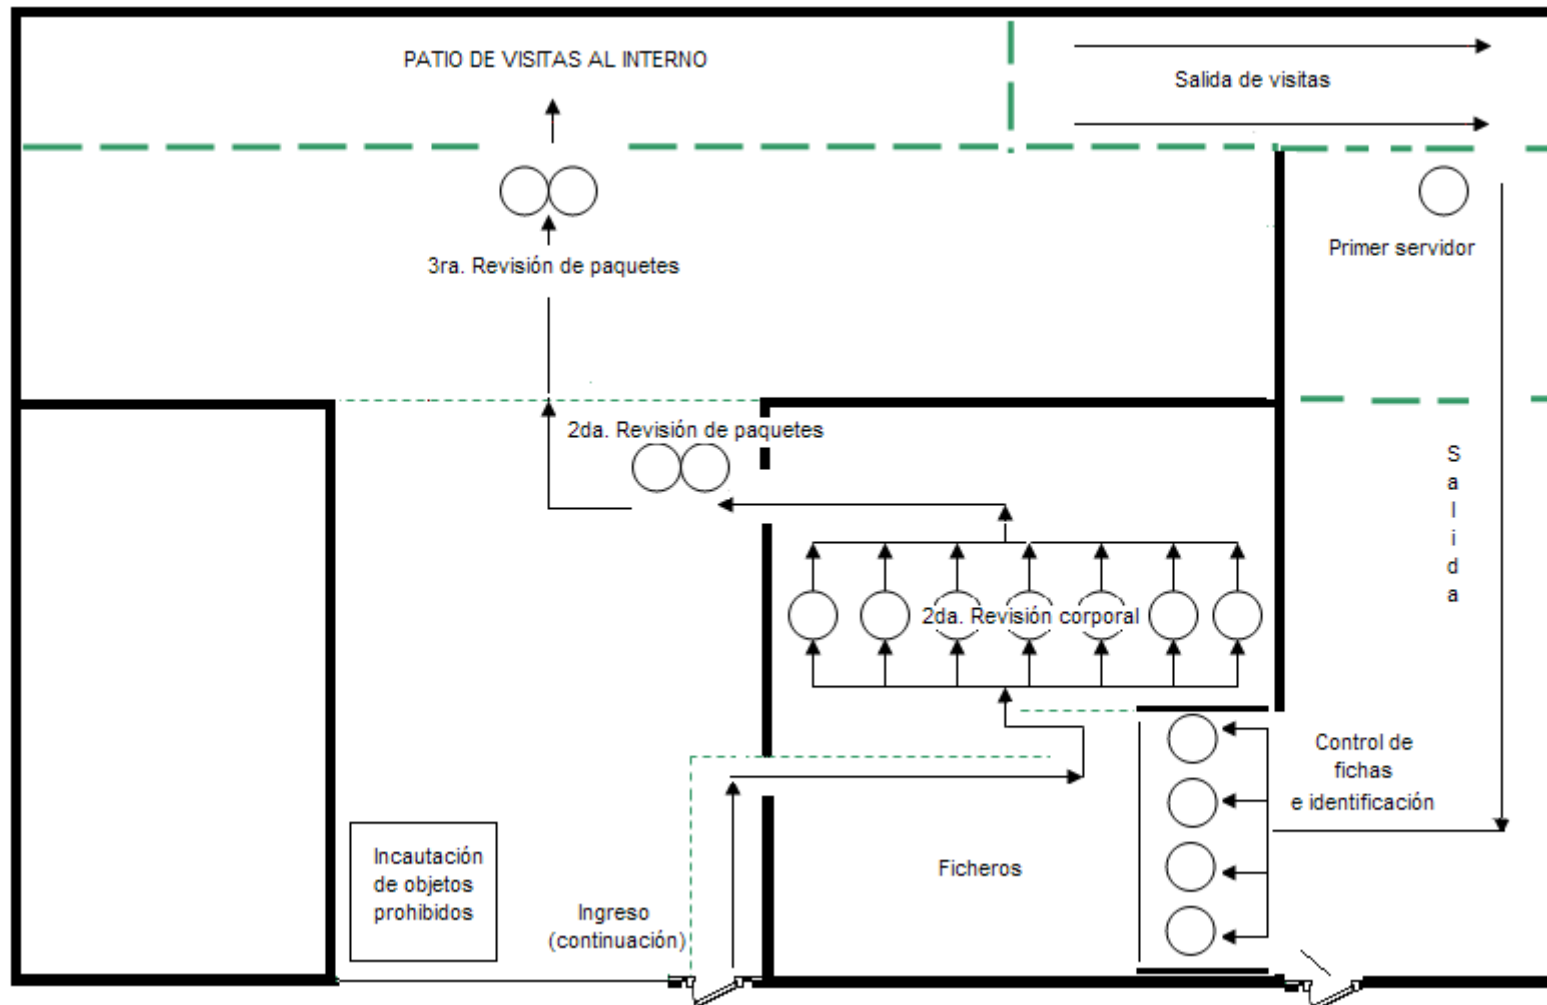 PATIO DE VISITAS AL INTERNO
Salida de visitas
Primer servidor
3ra. Revisión de paquetes
2da. Revisión de paquetes
Salida
2da. Revisión corporal
Control de
fichas
e identificación
Incautación
de objetos
prohibidos
Ingreso
(continuación)
Ficheros